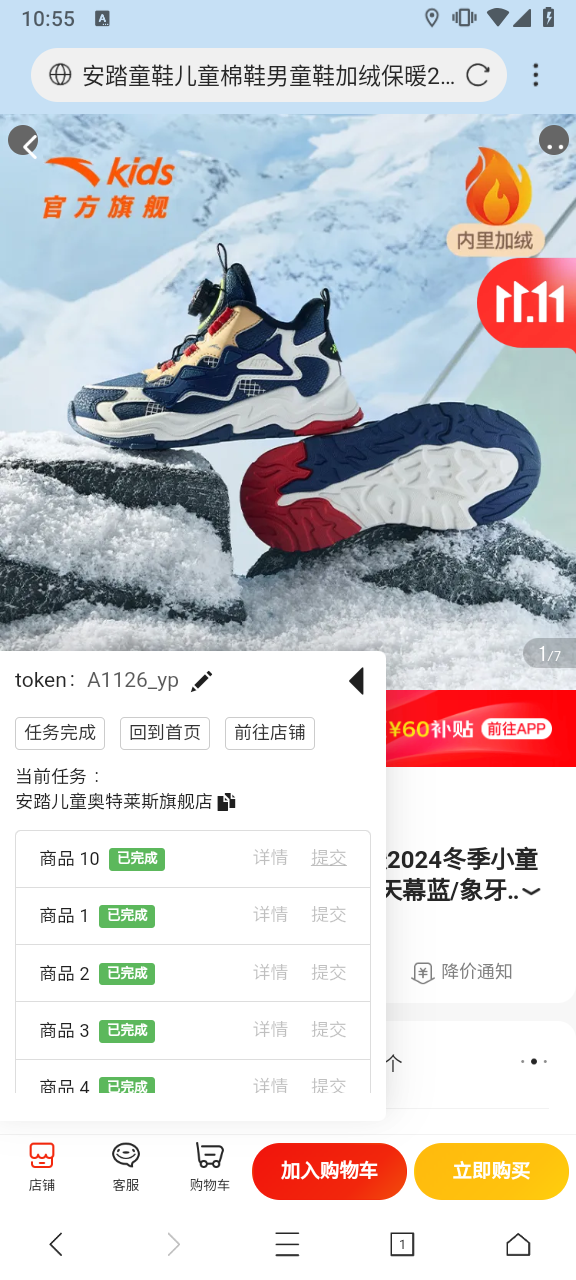 10:55
A
安踏童鞋儿童棉鞋男童鞋加绒保暖2...
kids
官方旗舰
内里加绒
11.11
1/7
token: A1126_yp
¥60补贴 前往APP
任务完成 回到首页 前往店铺
当前任务：
安踏儿童奥特莱斯旗舰店
商品 10 已完成 详情 提交
2024冬季小童
商品 1 已完成 详情 提交
天幕蓝/象牙..
商品 2 已完成 详情 提交
降价通知
商品 3 已完成 详情 提交
个
商品 4 已完成 详情 提交
店铺 客服 购物车 加入购物车 立即购买
1